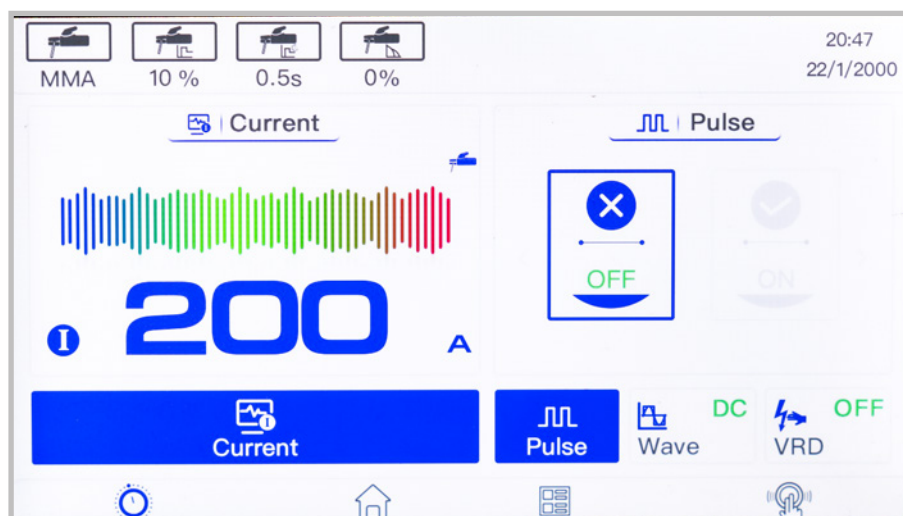 MMA
10 %
0.5s
0%
20:47
22/1/2000
Current
Pulse
OFF
ON
I
200
A
Current
Pulse
DC
Wave
OFF
VRD